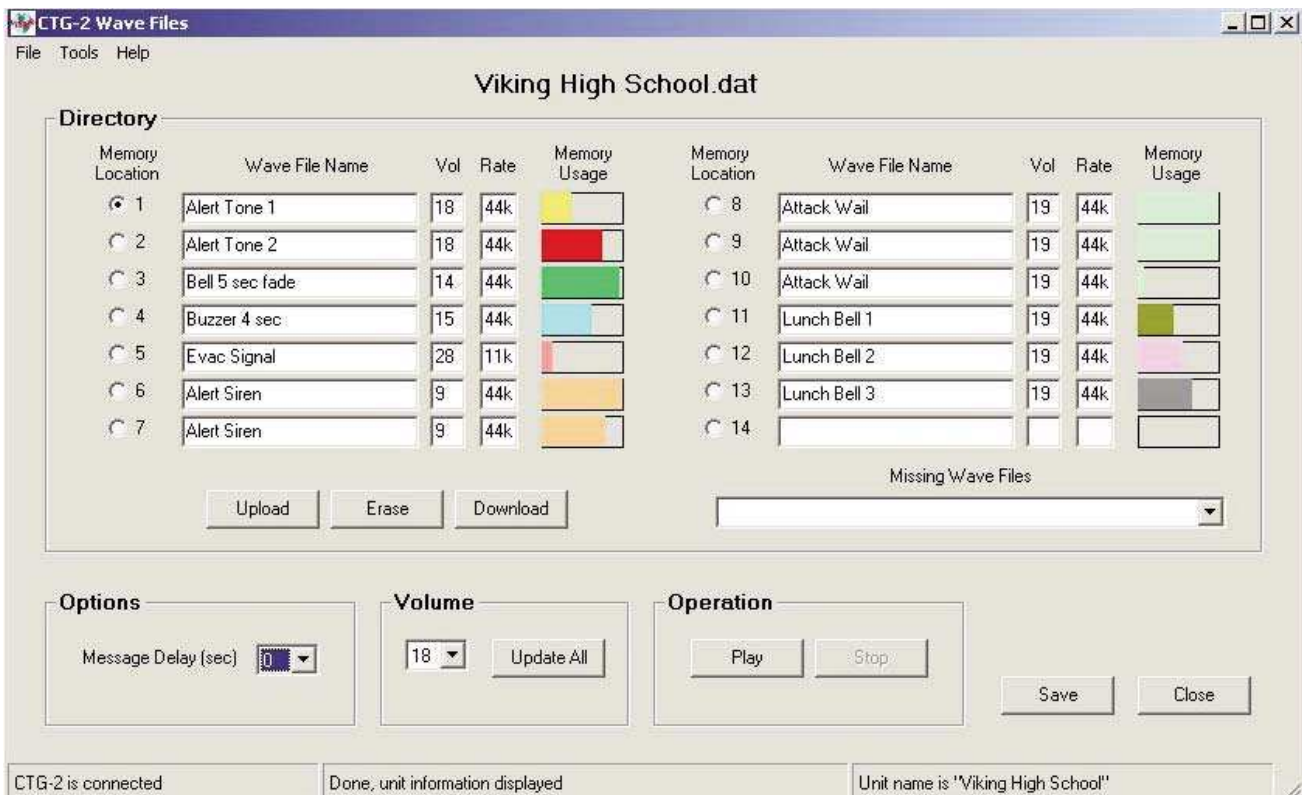 CTG-2 Wave Files
File Tools Help
Viking High School.dat
Directory
Memory Location Wave File Name Vol Rate Memory Usage
1 Alert Tone 1 18 44k
2 Alert Tone 2 18 44k
3 Bell 5 sec fade 14 44k
4 Buzzer 4 sec 15 44k
5 Evac Signal 28 11k
6 Alert Siren 9 44k
7 Alert Siren 9 44k
Memory Location Wave File Name Vol Rate Memory Usage
8 Attack Wail 19 44k
9 Attack Wail 19 44k
10 Attack Wail 19 44k
11 Lunch Bell 1 19 44k
12 Lunch Bell 2 19 44k
13 Lunch Bell 3 19 44k
14
Upload Erase Download
Missing Wave Files
Options
Message Delay (sec) 0
Volume
18 Update All
Operation
Play Stop
Save Close
CTG-2 is connected
Done, unit information displayed
Unit name is "Viking High School"